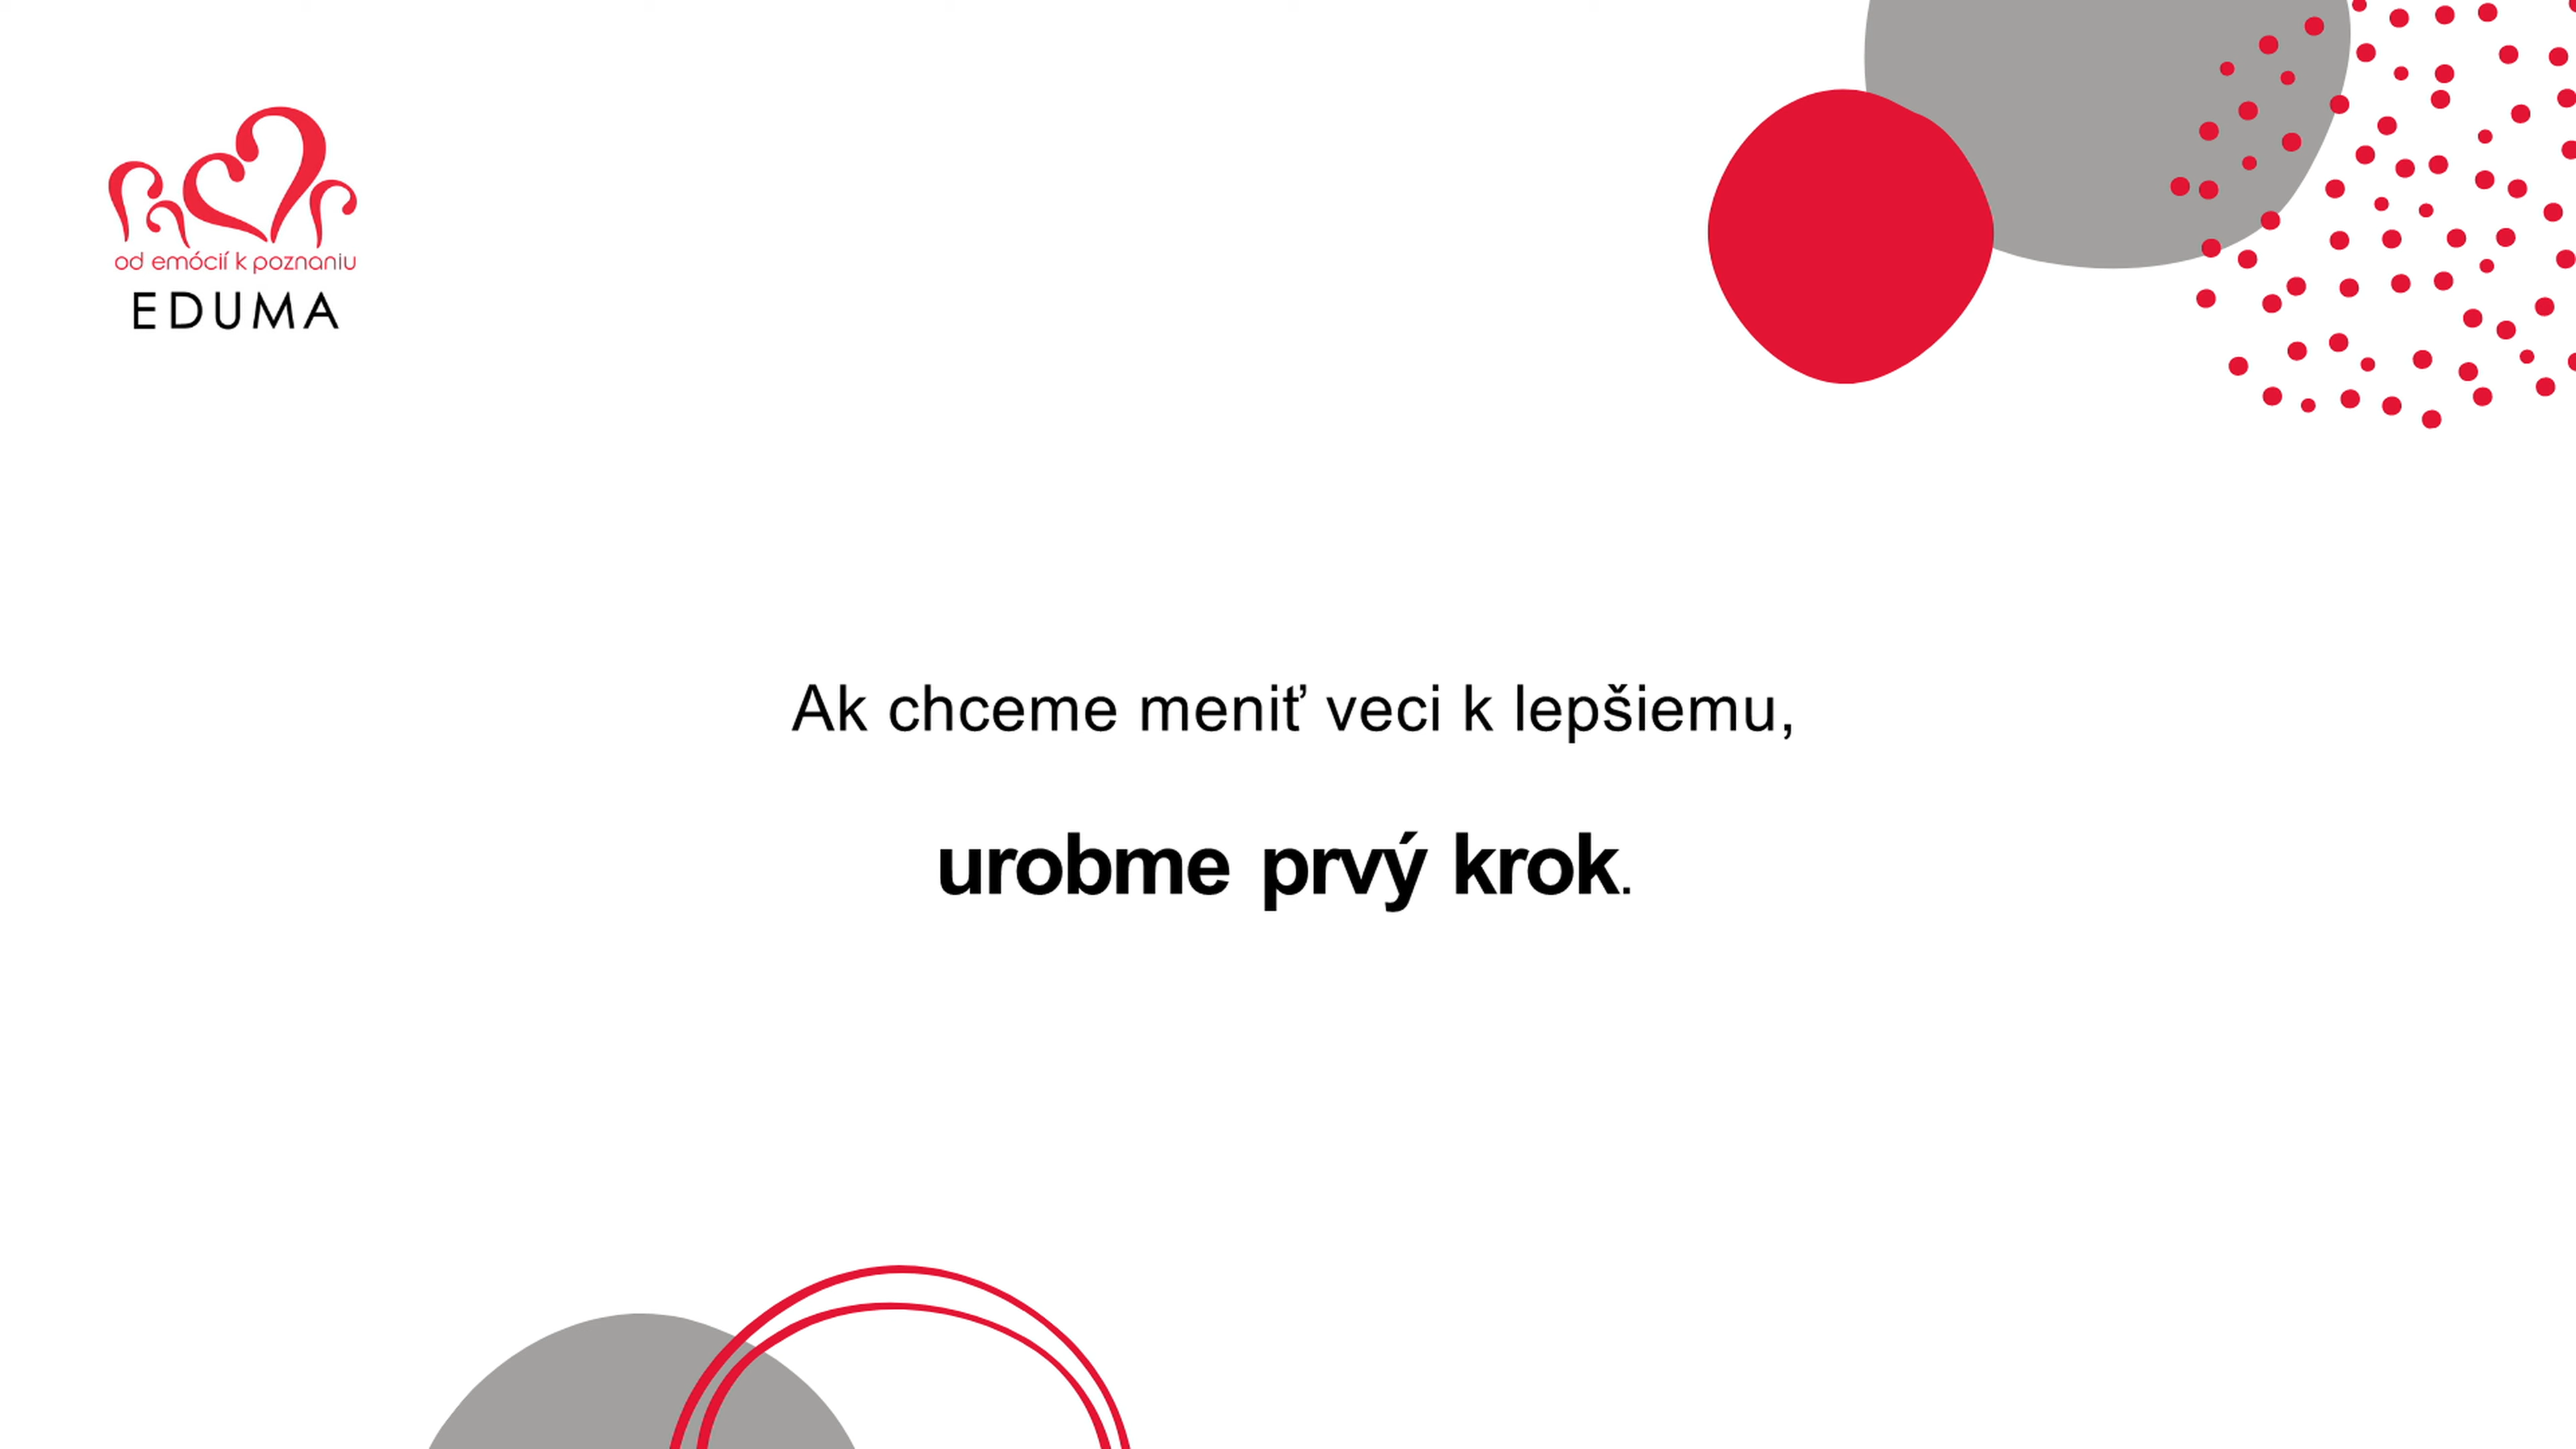 od emócií k poznaniu
EDUMA
Ak chceme meniť veci k lepšiemu,
urobme prvý krok.